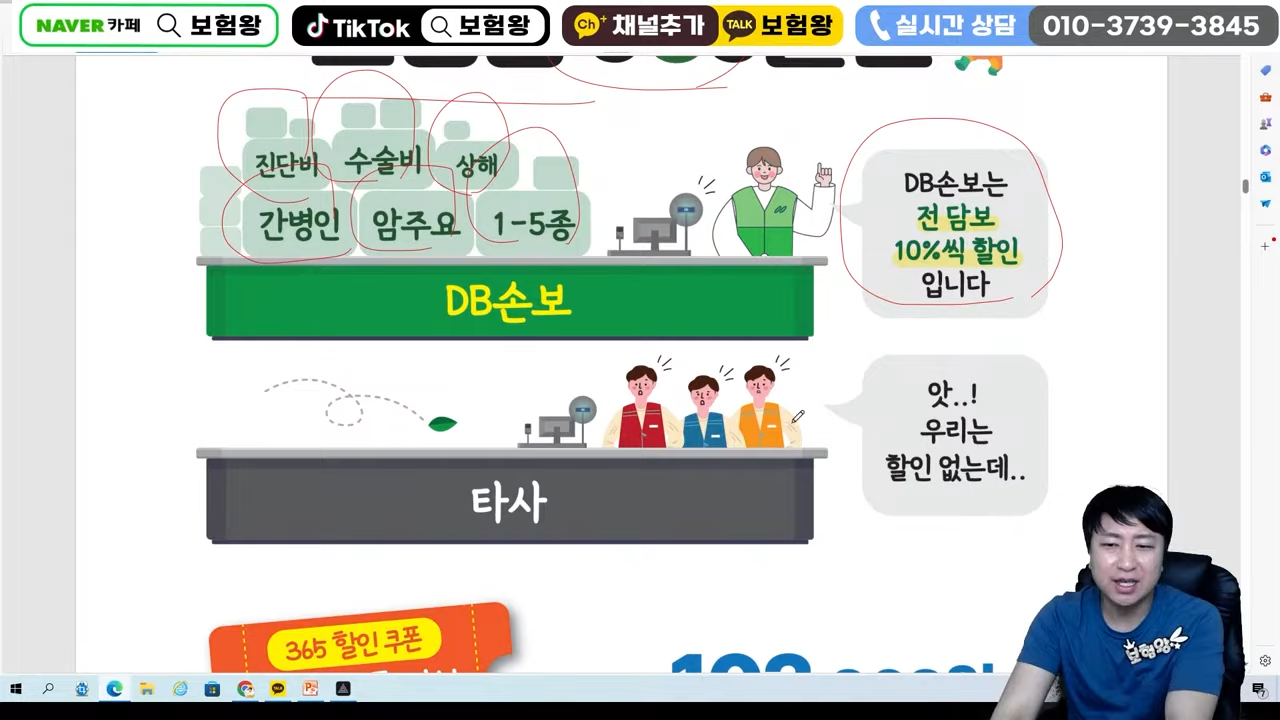 NAVER 카페 보험왕
TikTok 보험왕
Ch+ 채널추가 TALK 보험왕
실시간 상담 010-3739-3845
진단비 수술비 상해
간병인 암주요 1-5종
DB손보
DB손보는
전 담보
10%씩 할인
입니다
앗..!
우리는
할인 없는데..
타사
365 할인 쿠폰
보험왕